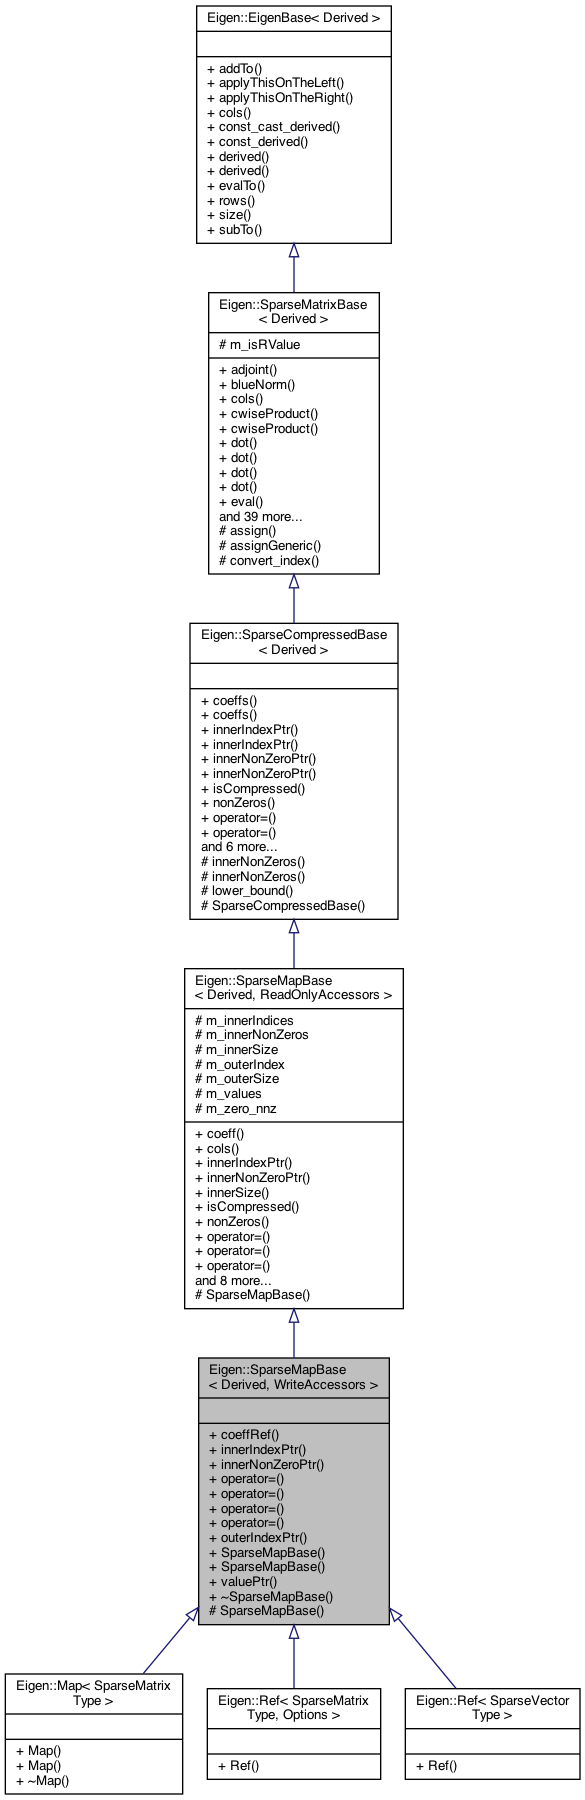 Eigen::EigenBase< Derived >
+ addTo()
+ applyThisOnTheLeft()
+ applyThisOnTheRight()
+ cols()
+ const_cast_derived()
+ const_derived()
+ derived()
+ derived()
+ evalTo()
+ rows()
+ size()
+ subTo()
Eigen::SparseMatrixBase
< Derived >
# m_isRValue
+ adjoint()
+ blueNorm()
+ cols()
+ cwiseProduct()
+ cwiseProduct()
+ dot()
+ dot()
+ dot()
+ dot()
+ eval()
and 39 more...
# assign()
# assignGeneric()
# convert_index()
Eigen::SparseCompressedBase
< Derived >
+ coeffs()
+ coeffs()
+ innerIndexPtr()
+ innerIndexPtr()
+ innerNonZeroPtr()
+ innerNonZeroPtr()
+ isCompressed()
+ nonZeros()
+ operator=()
+ operator=()
and 6 more...
# innerNonZeros()
# innerNonZeros()
# lower_bound()
# SparseCompressedBase()
Eigen::SparseMapBase
< Derived, ReadOnlyAccessors >
# m_innerIndices
# m_innerNonZeros
# m_innerSize
# m_outerIndex
# m_outerSize
# m_values
# m_zero_nnz
+ coeff()
+ cols()
+ innerIndexPtr()
+ innerNonZeroPtr()
+ innerSize()
+ isCompressed()
+ nonZeros()
+ operator=()
+ operator=()
+ operator=()
and 8 more...
# SparseMapBase()
Eigen::SparseMapBase
< Derived, WriteAccessors >
+ coeffRef()
+ innerIndexPtr()
+ innerNonZeroPtr()
+ operator=()
+ operator=()
+ operator=()
+ operator=()
+ outerIndexPtr()
+ SparseMapBase()
+ SparseMapBase()
+ valuePtr()
+ ~SparseMapBase()
# SparseMapBase()
Eigen::Map< SparseMatrix
Type >
+ Map()
+ Map()
+ ~Map()
Eigen::Ref< SparseMatrix
Type, Options >
+ Ref()
Eigen::Ref< SparseVector
Type >
+ Ref()